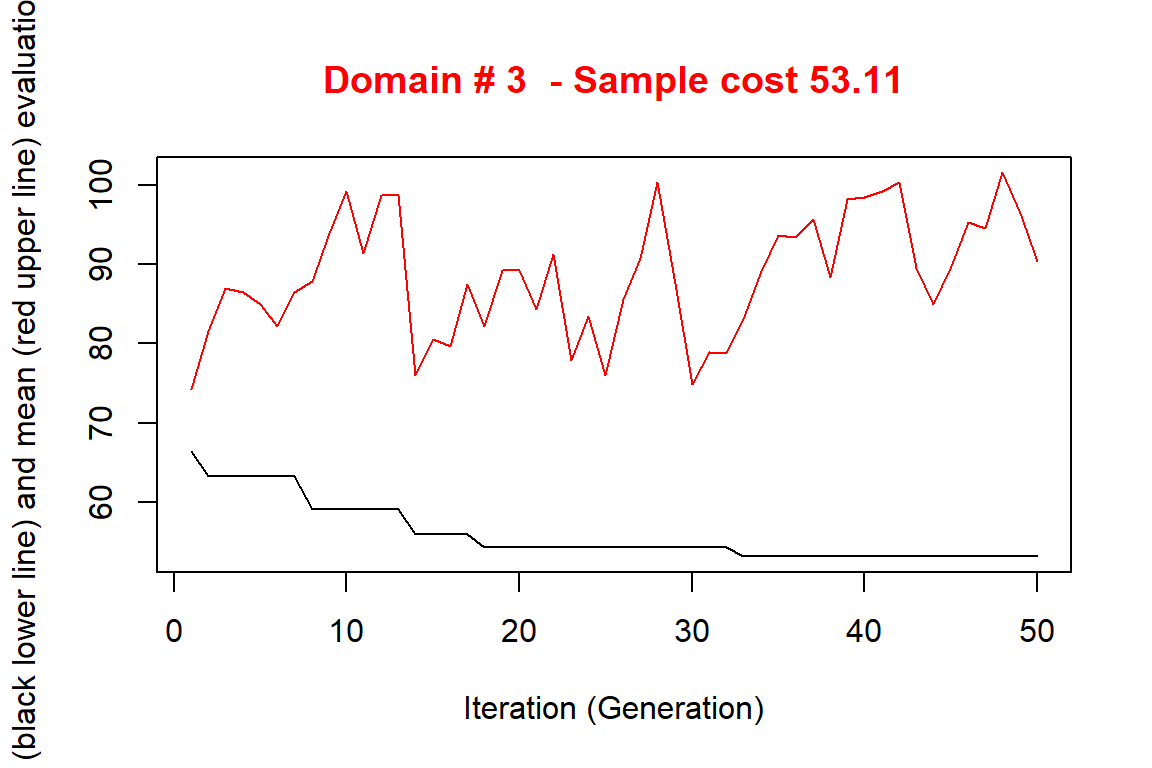 Domain # 3  - Sample cost 53.11
(black lower line) and mean (red upper line) evaluatio
100
90
80
70
60
0 10 20 30 40 50
Iteration (Generation)